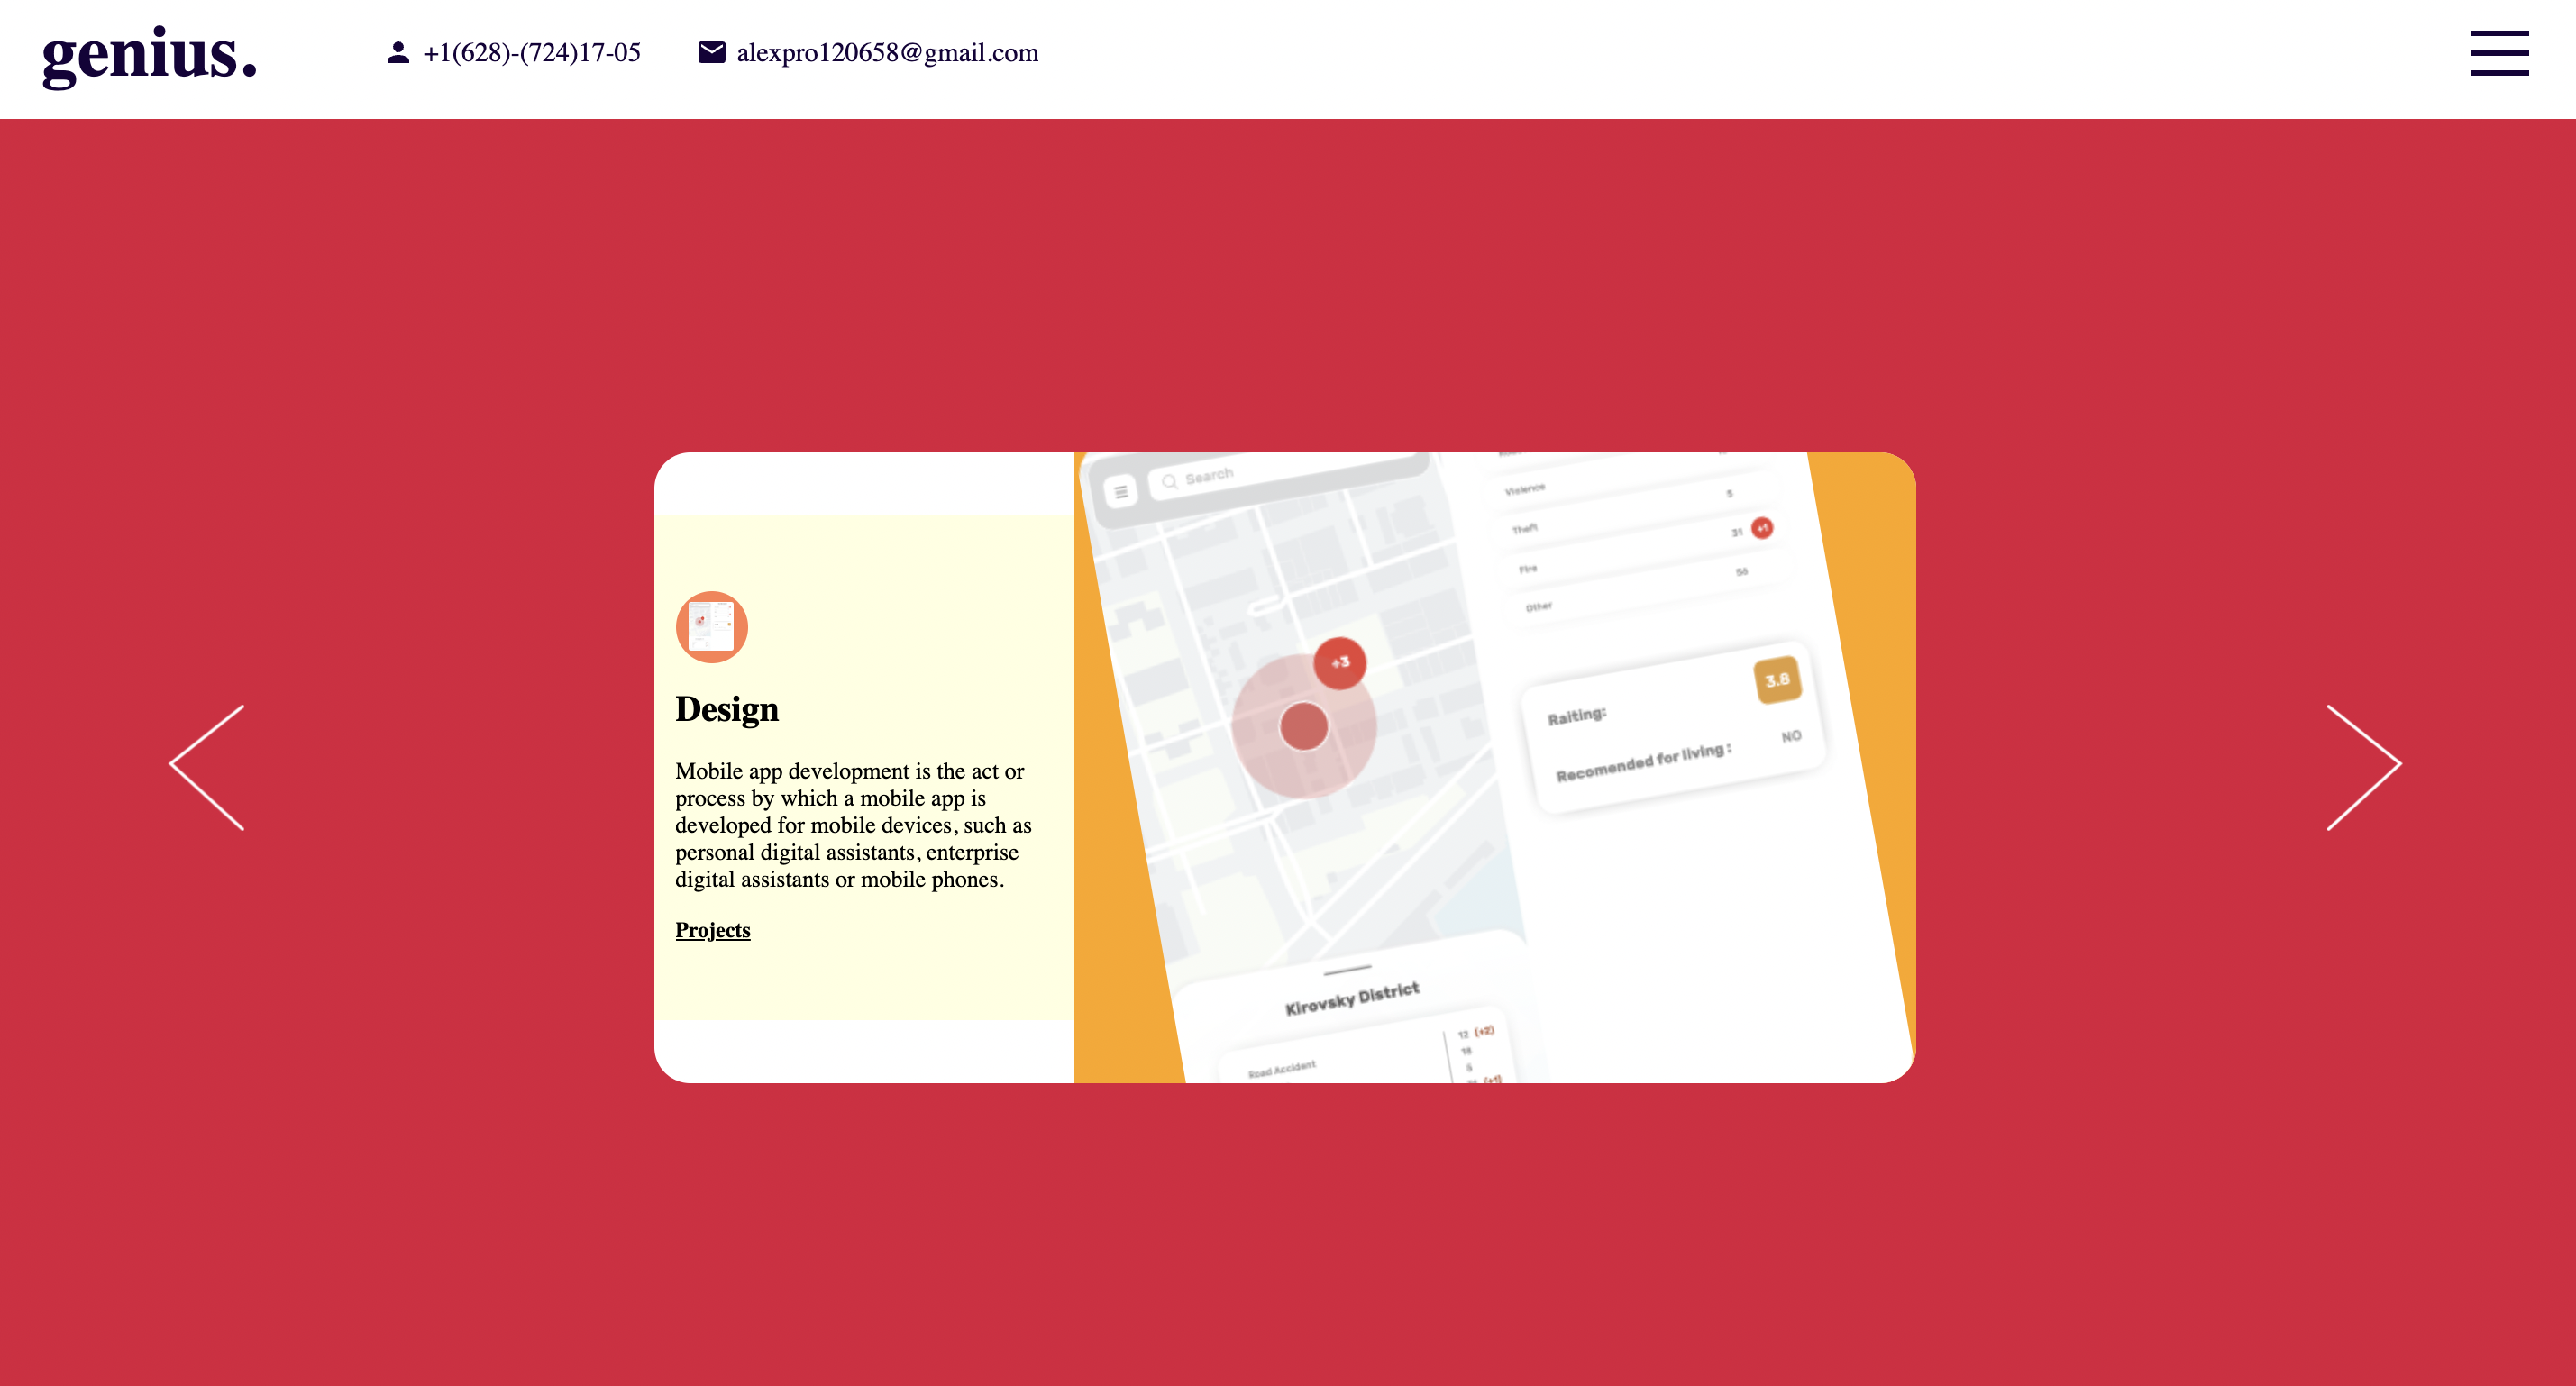 genius.
+1(628)-(724)17-05
alexpro120658@gmail.com
Design
Mobile app development is the act or
process by which a mobile app is
developed for mobile devices, such as
personal digital assistants, enterprise
digital assistants or mobile phones.
Projects
Search
+3
Kirovsky District
Road Accident
12 (+2)
18
(+1)
Violence
5
Theft
31 +1
Fire
56
Other
Raiting:
3.8
Recomended for living :
NO